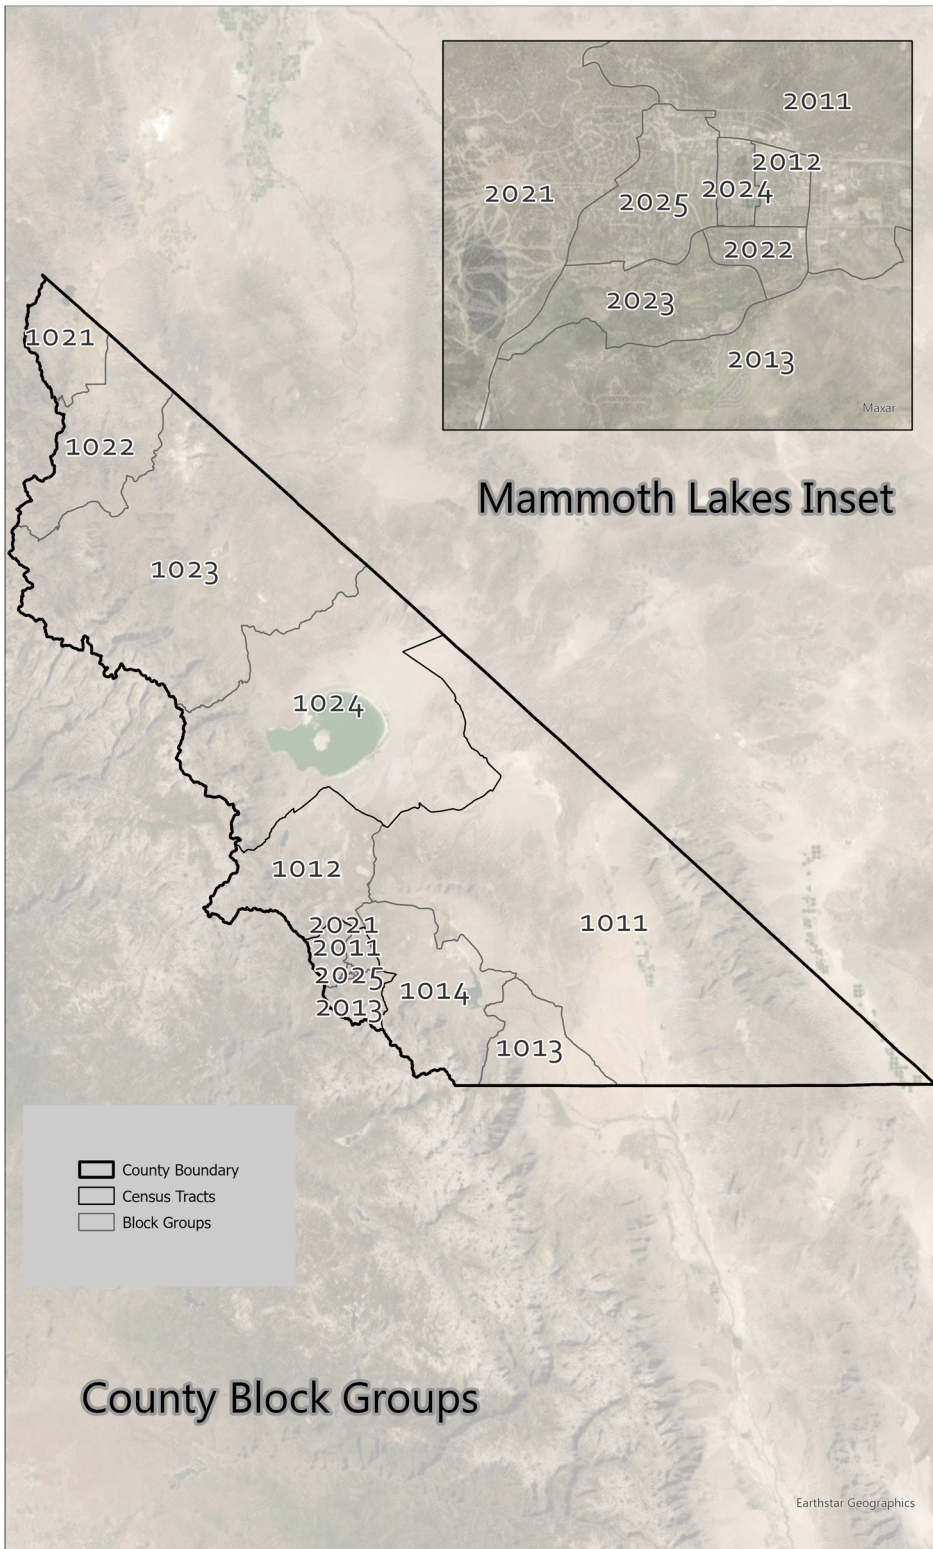 2011
2012
2021
2024
2025
2022
2023
2013
Maxar
Mammoth Lakes Inset
1021
1022
1023
1024
1012
1011
2021
2011
2025
1014
2013
1013
County Boundary
Census Tracts
Block Groups
County Block Groups
Earthstar Geographics